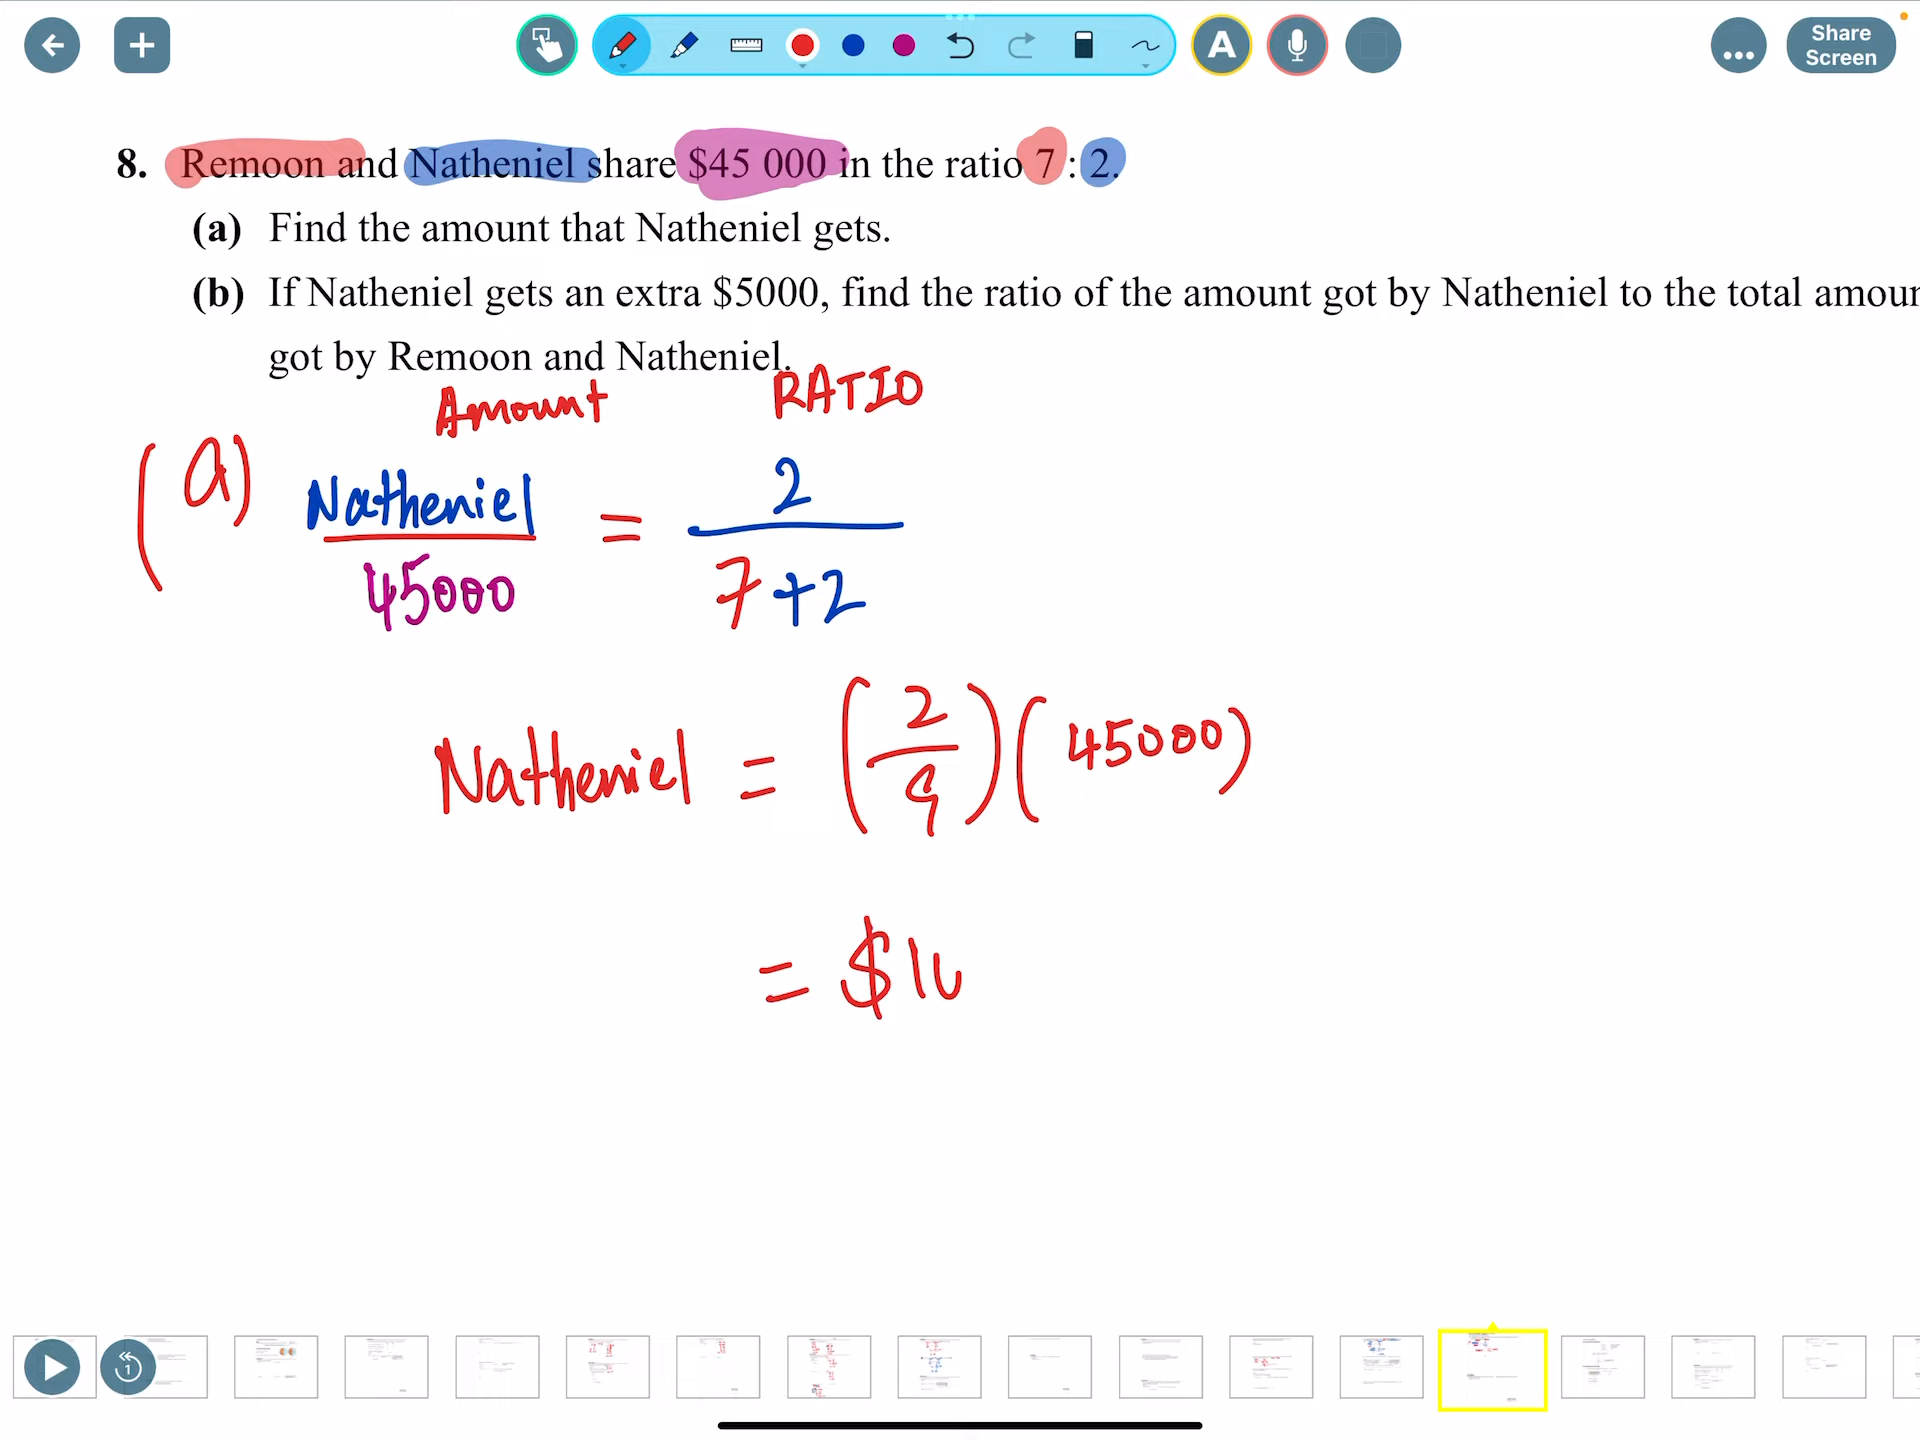 Share
Screen
A
8. Remoon and Natheniel share $45 000 in the ratio 7 : 2.
(a) Find the amount that Natheniel gets.
(b) If Natheniel gets an extra $5000, find the ratio of the amount got by Natheniel to the total amour
got by Remoon and Natheniel.
Amount RATIO
(a) Natheniel = 2
45000 7+2
Natheniel = (2/9)(45000)
= $10
1